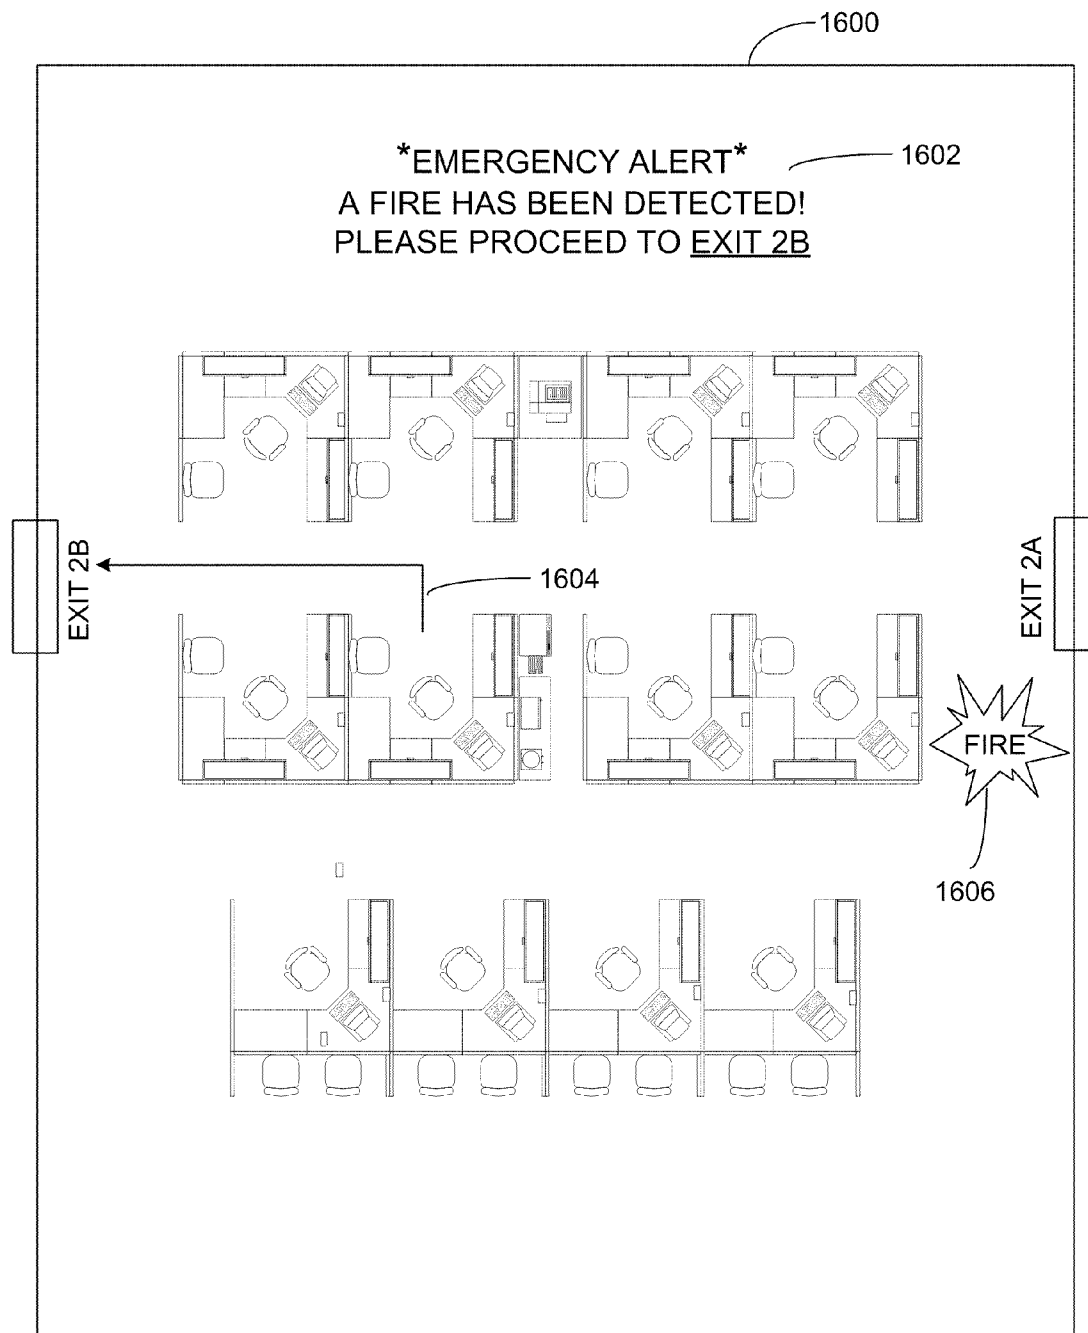 1600
*EMERGENCY ALERT*
1602
A FIRE HAS BEEN DETECTED!
PLEASE PROCEED TO EXIT 2B
EXIT 2B
1604
EXIT 2A
FIRE
1606